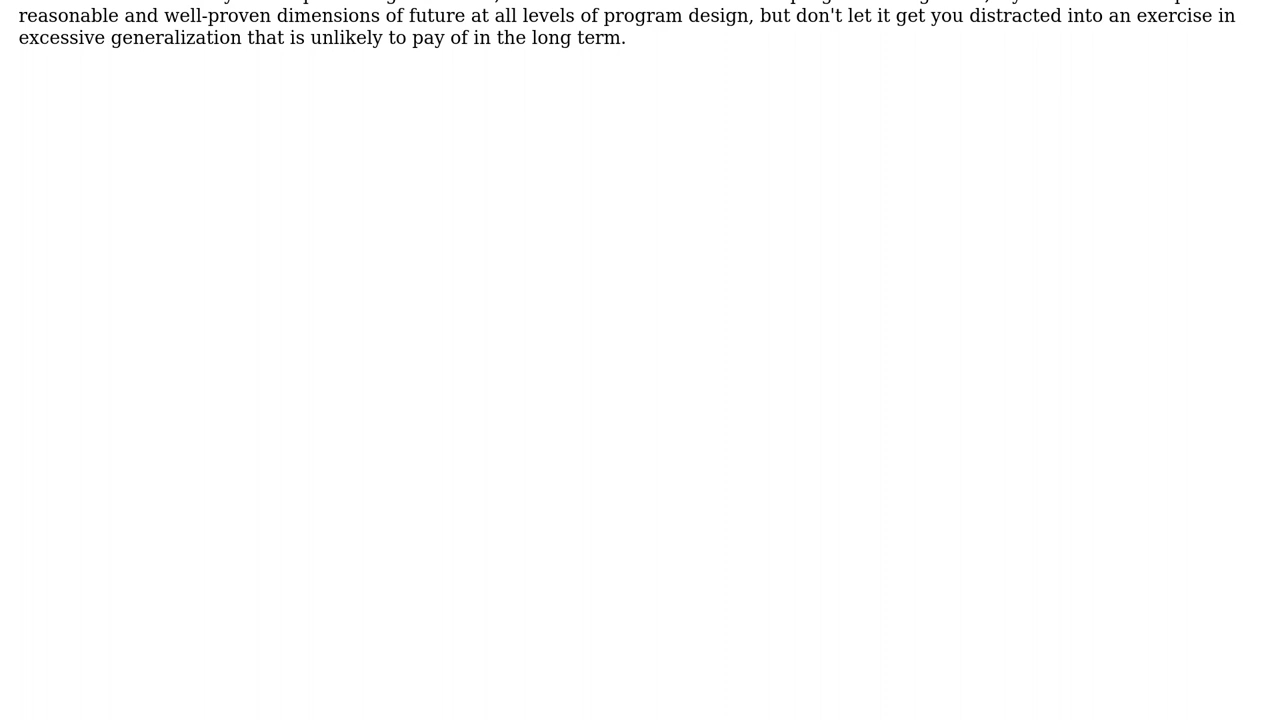 reasonable and well-proven dimensions of future at all levels of program design, but don't let it get you distracted into an exercise in
excessive generalization that is unlikely to pay of in the long term.